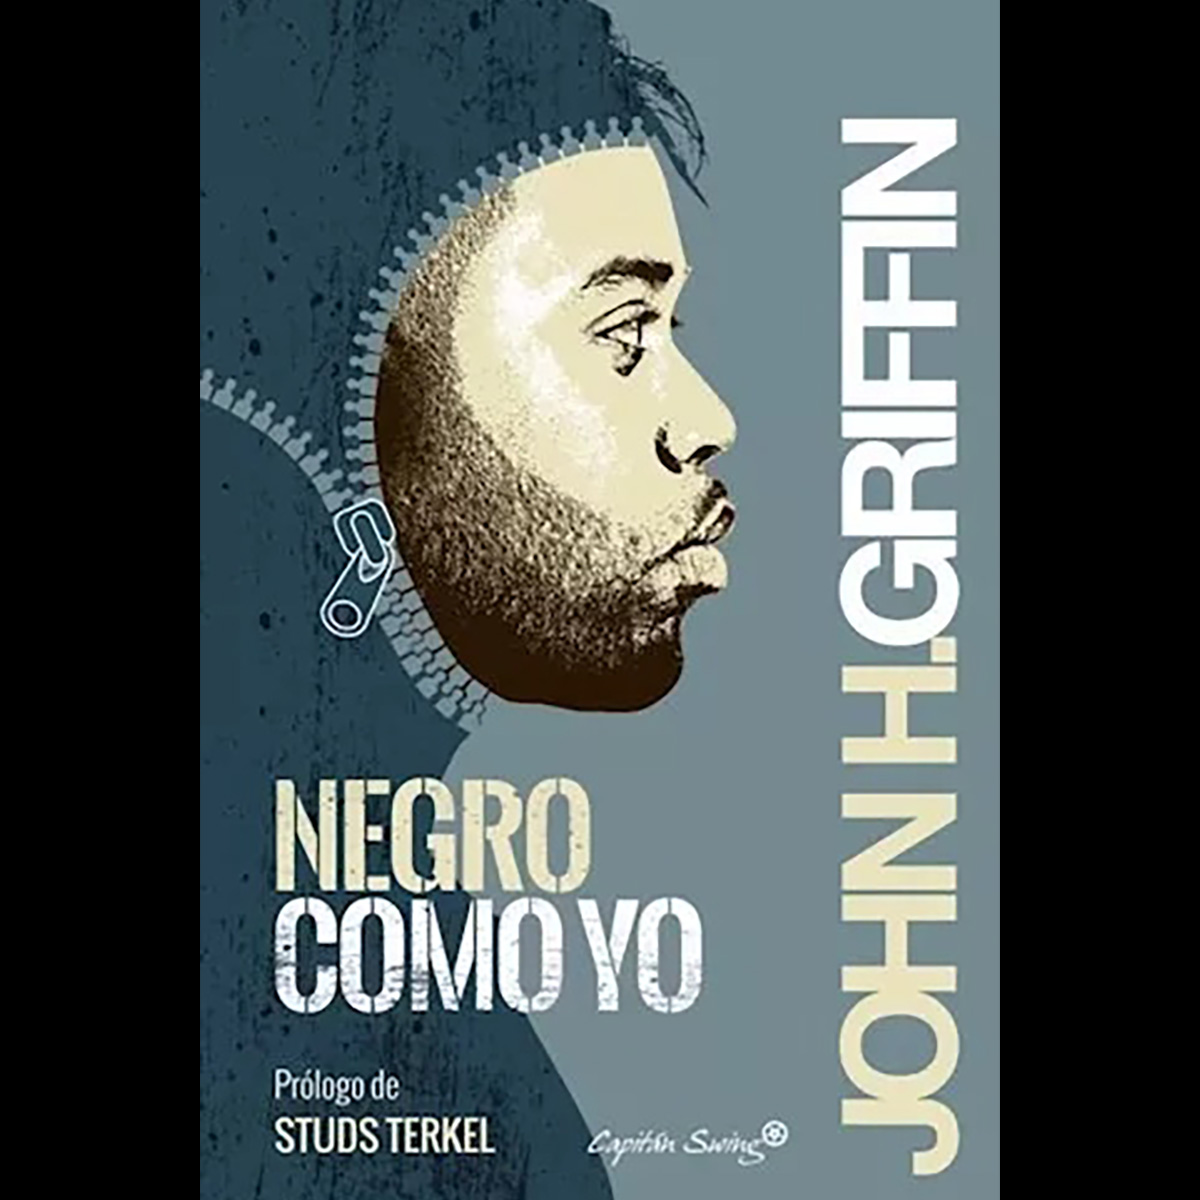 JOHN H. GRIFFIN
NEGRO
COMO YO
Prólogo de
STUDS TERKEL
Capitán Swing